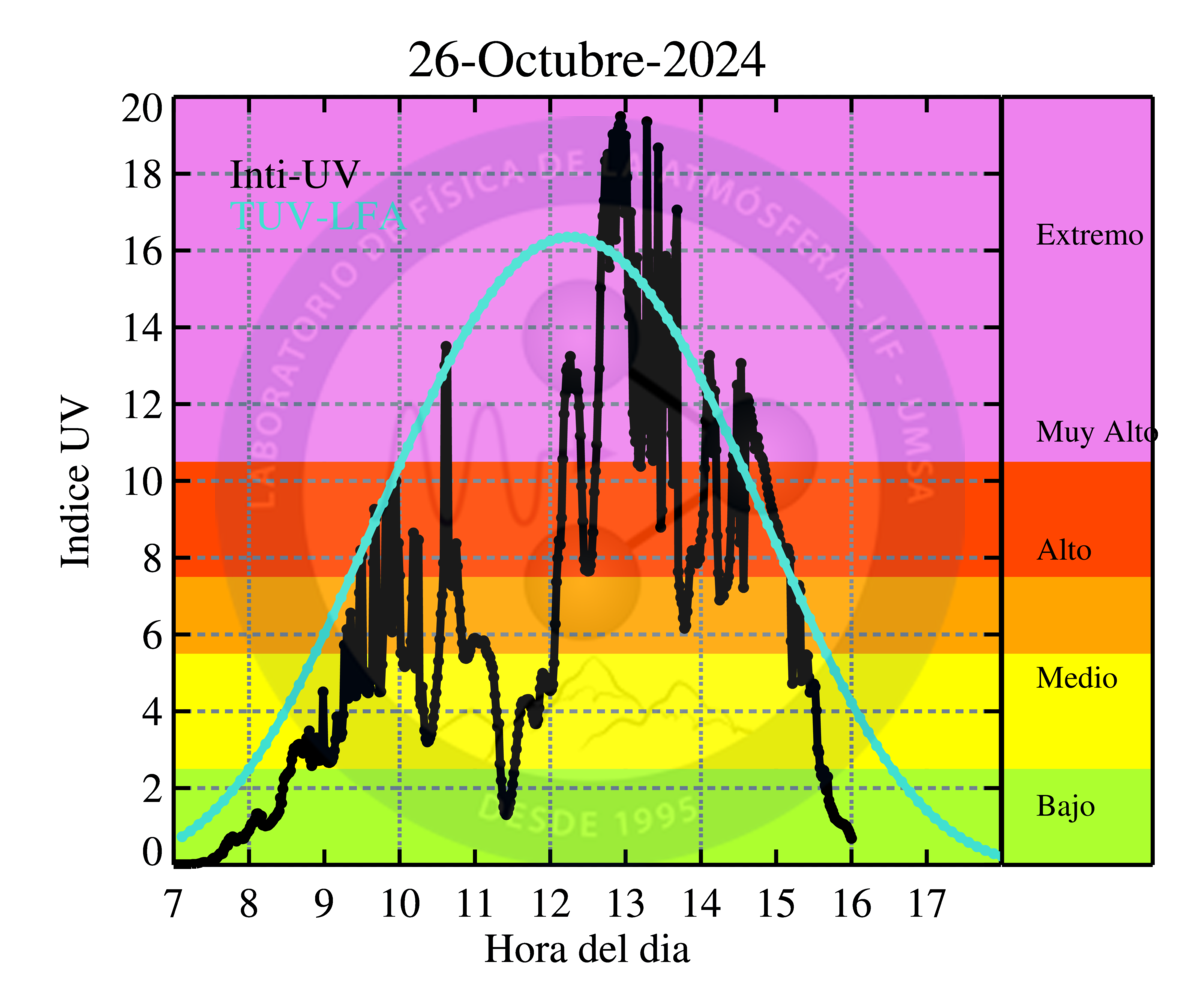 26-Octubre-2024
20
18
16
14
12
10
8
6
4
2
0
Indice UV
Inti-UV
TUV-LFA
LABORATORIO DE FÍSICA DE LA ATMÓSFERA - IIF - UMSA
DESDE 1995
Extremo
Muy Alto
Alto
Medio
Bajo
7 8 9 10 11 12 13 14 15 16 17
Hora del dia